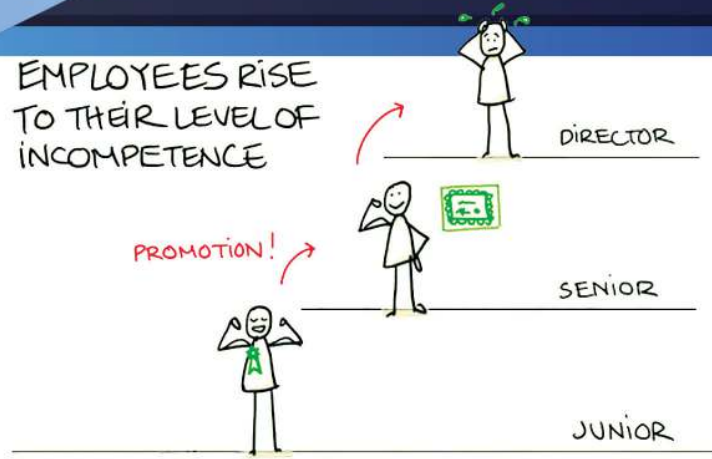 EMPLOYEES RISE
TO THEIR LEVEL OF
INCOMPETENCE
DIRECTOR
PROMOTION!
SENIOR
JUNIOR